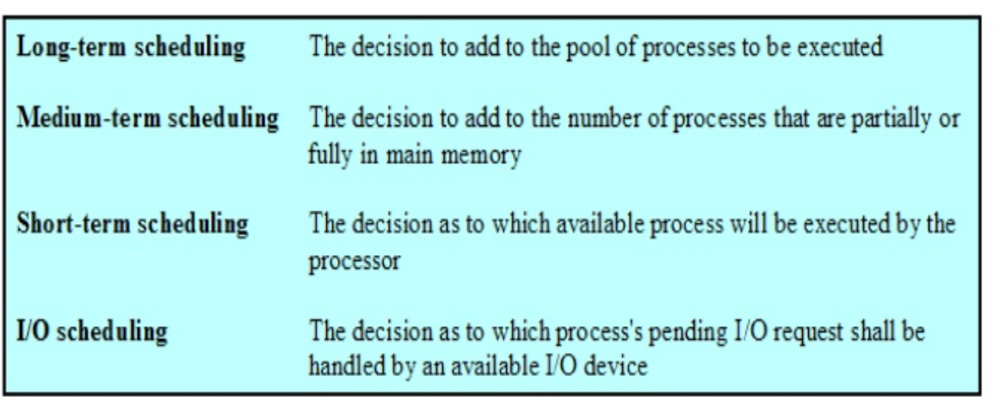 Long-term scheduling The decision to add to the pool of processes to be executed
Medium-term scheduling The decision to add to the number of processes that are partially or
fully in main memory
Short-term scheduling The decision as to which available process will be executed by the
processor
I/O scheduling The decision as to which process's pending I/O request shall be
handled by an available I/O device